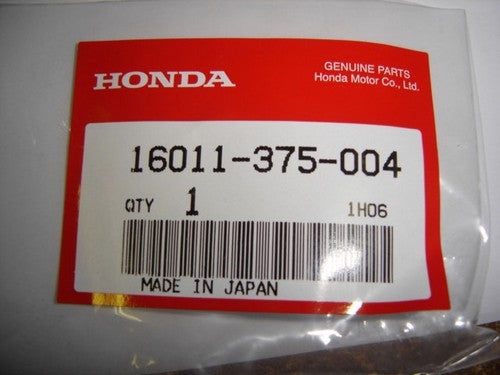 HONDA
GENUINE PARTS
Honda Motor Co., Ltd.
16011-375-004
QTY 1 1H06
MADE IN JAPAN